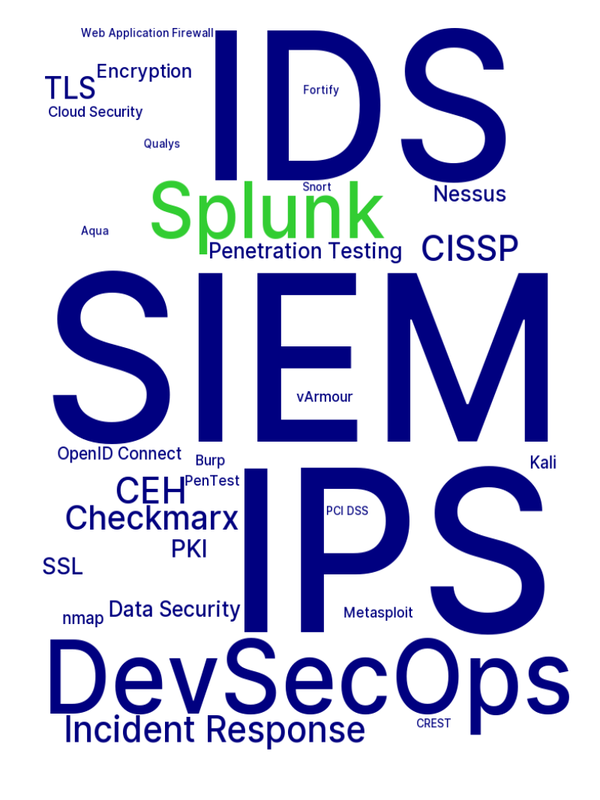 Web Application Firewall
IDS
Encryption
TLS
Fortify
Cloud Security
Qualys
Snort
Splunk
Nessus
Aqua
Penetration Testing
CISSP
SIEM
vArmour
OpenID Connect
Burp
Kali
PenTest
CEH
IPS
PCI DSS
Checkmarx
PKI
SSL
Data Security
nmap
Metasploit
DevSecOps
CREST
Incident Response